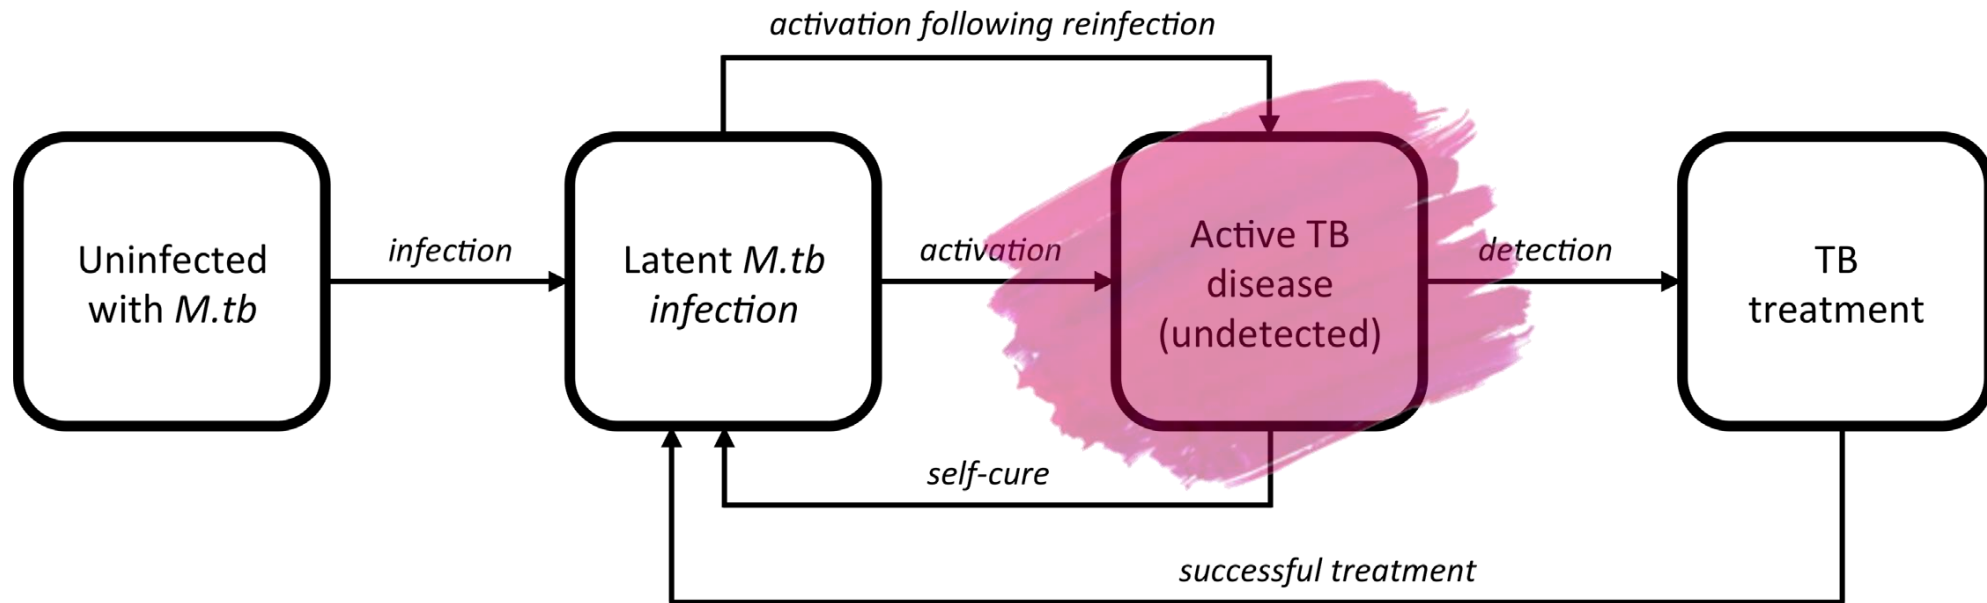 activation following reinfection
Uninfected
with M.tb
infection
Latent M.tb
infection
activation
Active TB
disease
(undetected)
detection
TB
treatment
self-cure
successful treatment